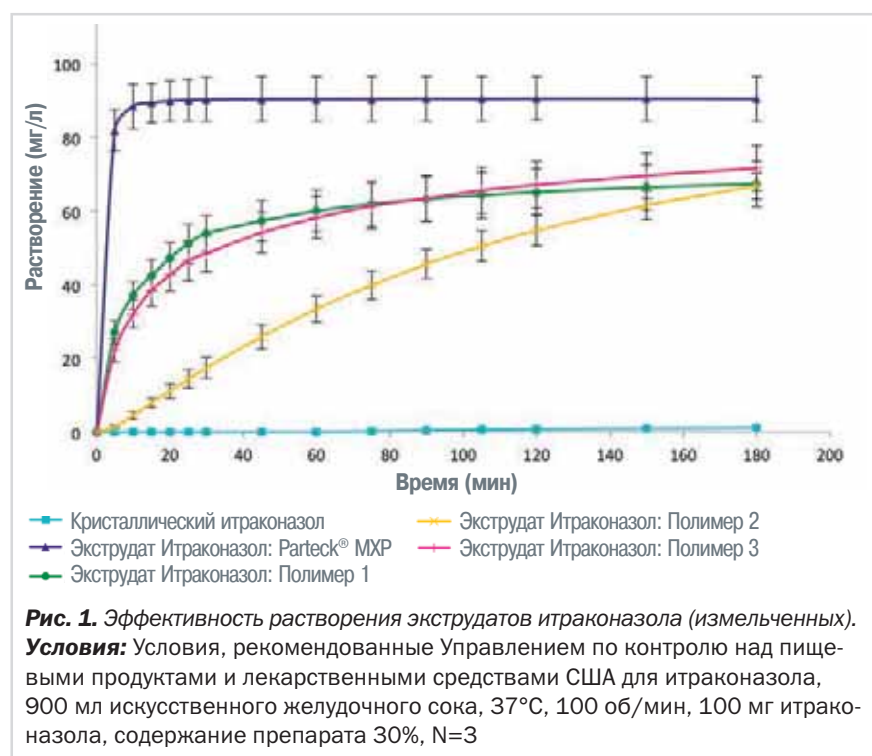 100
80
60
40
20
0
Растворение (мг/л)
0 20 40 60 80 100 120 140 160 180 200
Время (мин)
Кристаллический итраконазол
Экструдат Итраконазол: Parteck® MXP
Экструдат Итраконазол: Полимер 1
Экструдат Итраконазол: Полимер 2
Экструдат Итраконазол: Полимер 3
Рис. 1. Эффективность растворения экструдатов итраконазола (измельченных).
Условия: Условия, рекомендованные Управлением по контролю над пище-
выми продуктами и лекарственными средствами США для итраконазола,
900 мл искусственного желудочного сока, 37°С, 100 об/мин, 100 мг итрако-
назола, содержание препарата 30%, N=3